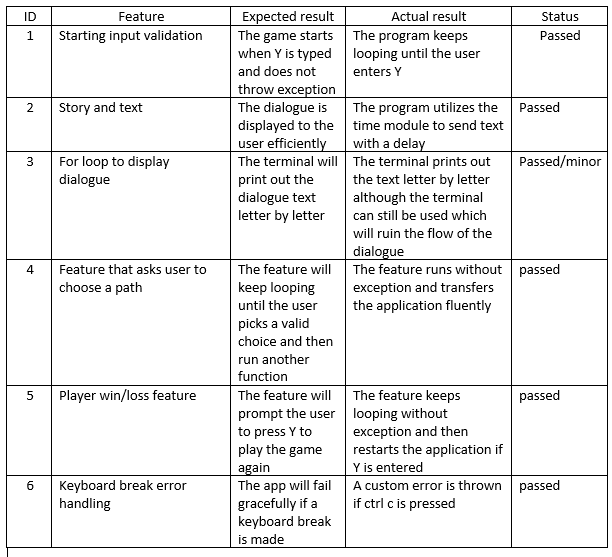 ID Feature Expected result Actual result Status
1 Starting input validation The game starts The program keeps Passed
when Y is typed looping until the user
and does not enters Y
throw exception
2 Story and text The dialogue is The program utilizes the Passed
displayed to the time module to send text
user efficiently with a delay
3 For loop to display The terminal will The terminal prints out Passed/minor
dialogue print out the the text letter by letter
dialogue text although the terminal
letter by letter can still be used which
will ruin the flow of the
dialogue
4 Feature that asks user to The feature will The feature runs without passed
choose a path keep looping exception and transfers
until the user the application fluently
picks a valid
choice and then
run another
function
5 Player win/loss feature The feature will The feature keeps passed
prompt the user looping without
to press Y to exception and then
play the game restarts the application if
again Y is entered
6 Keyboard break error The app will fail A custom error is thrown passed
handling gracefully if a if ctrl c is pressed
keyboard break
is made